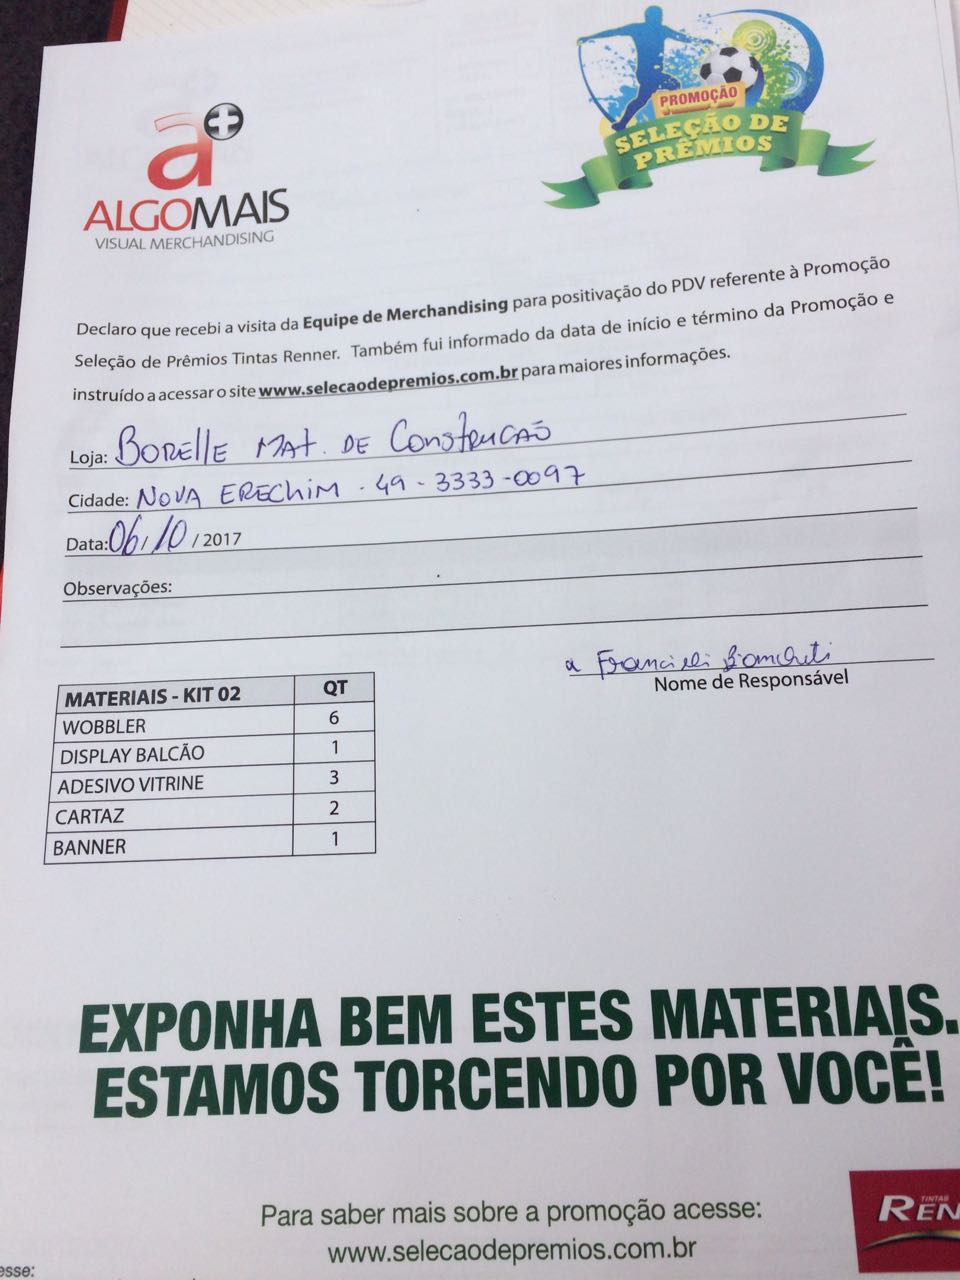 a+
ALGOMAIS
VISUAL MERCHANDISING
PROMOÇÃO
SELEÇÃO DE
PRÊMIOS
Declaro que recebi a visita da Equipe de Merchandising para positivação do PDV referente à Promoção
Seleção de Prêmios Tintas Renner. Também fui informado da data de início e término da Promoção e
instruído a acessar o site www.selecaodepremios.com.br para maiores informações.
Loja: BORElle MAt. DE CONSTRUCAÕ
Cidade: NOVA ERECHIM - 49 - 3333-0097
Data: 06/10/2017
Observações:
Francieli
Nome de Responsável
MATERIAIS - KIT 02 QT
WOBBLER 6
DISPLAY BALCÃO 1
ADESIVO VITRINE 3
CARTAZ 2
BANNER 1
EXPONHA BEM ESTES MATERIAIS.
ESTAMOS TORCENDO POR VOCÊ!
Para saber mais sobre a promoção acesse:
www.selecaodepremios.com.br
TINTAS
REN
esse: